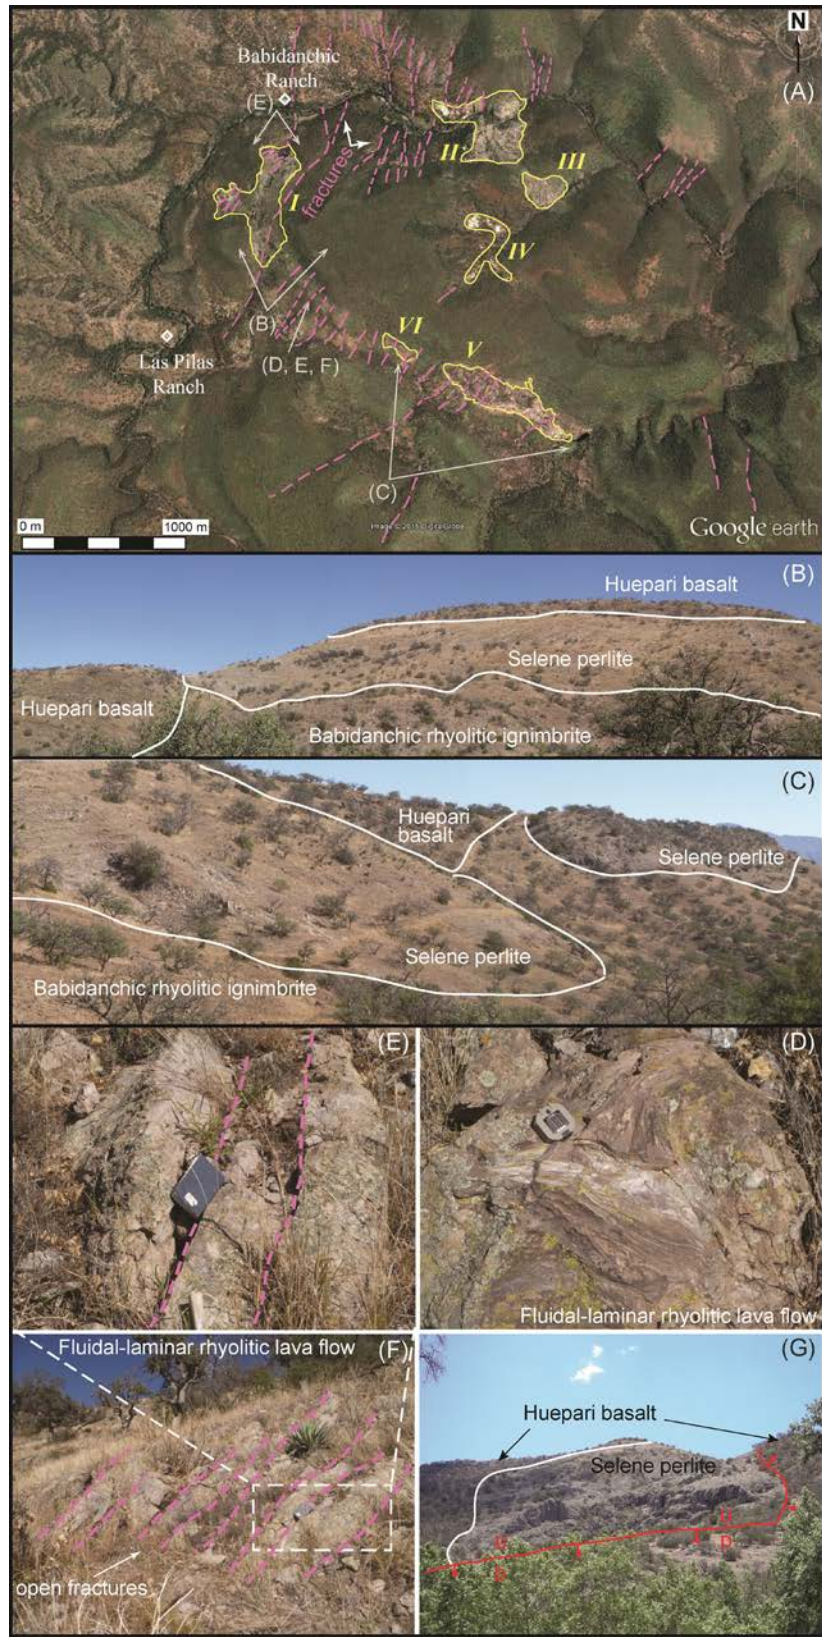 N
(A)
Babidanchic
Ranch
(E)
fractures
I
II
III
IV
(B)
(D, E, F)
VI
V
Las Pilas
Ranch
(C)
0 m
1000 m
Google earth
(B)
Huepari basalt
Selene perlite
Huepari basalt
Babidanchic rhyolitic ignimbrite
(C)
Huepari
basalt
Selene perlite
Selene perlite
Babidanchic rhyolitic ignimbrite
(E)
(D)
Fluidal-laminar rhyolitic lava flow
Fluidal-laminar rhyolitic lava flow
(F)
open fractures
(G)
Huepari basalt
Selene perlite
U
D
U
D